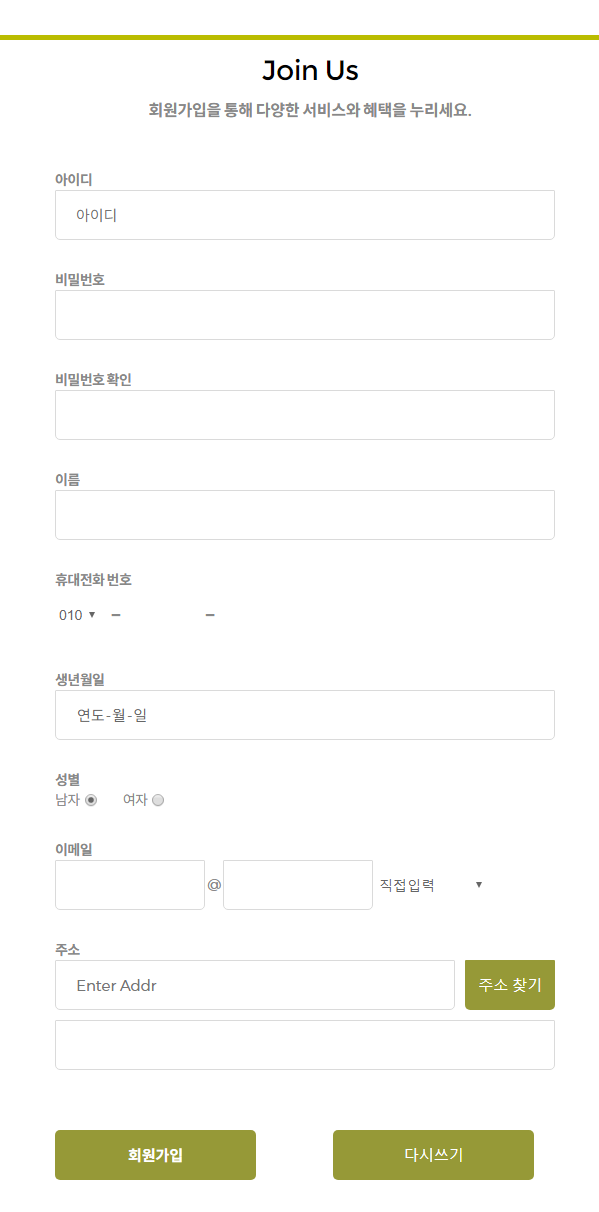 Join Us
회원가입을 통해 다양한 서비스와 혜택을 누리세요.
아이디
아이디
비밀번호
비밀번호 확인
이름
휴대전화 번호
010 ▼ – –
생년월일
연도-월-일
성별
남자 여자
이메일
@ 직접입력 ▼
주소
Enter Addr 주소 찾기
회원가입 다시쓰기